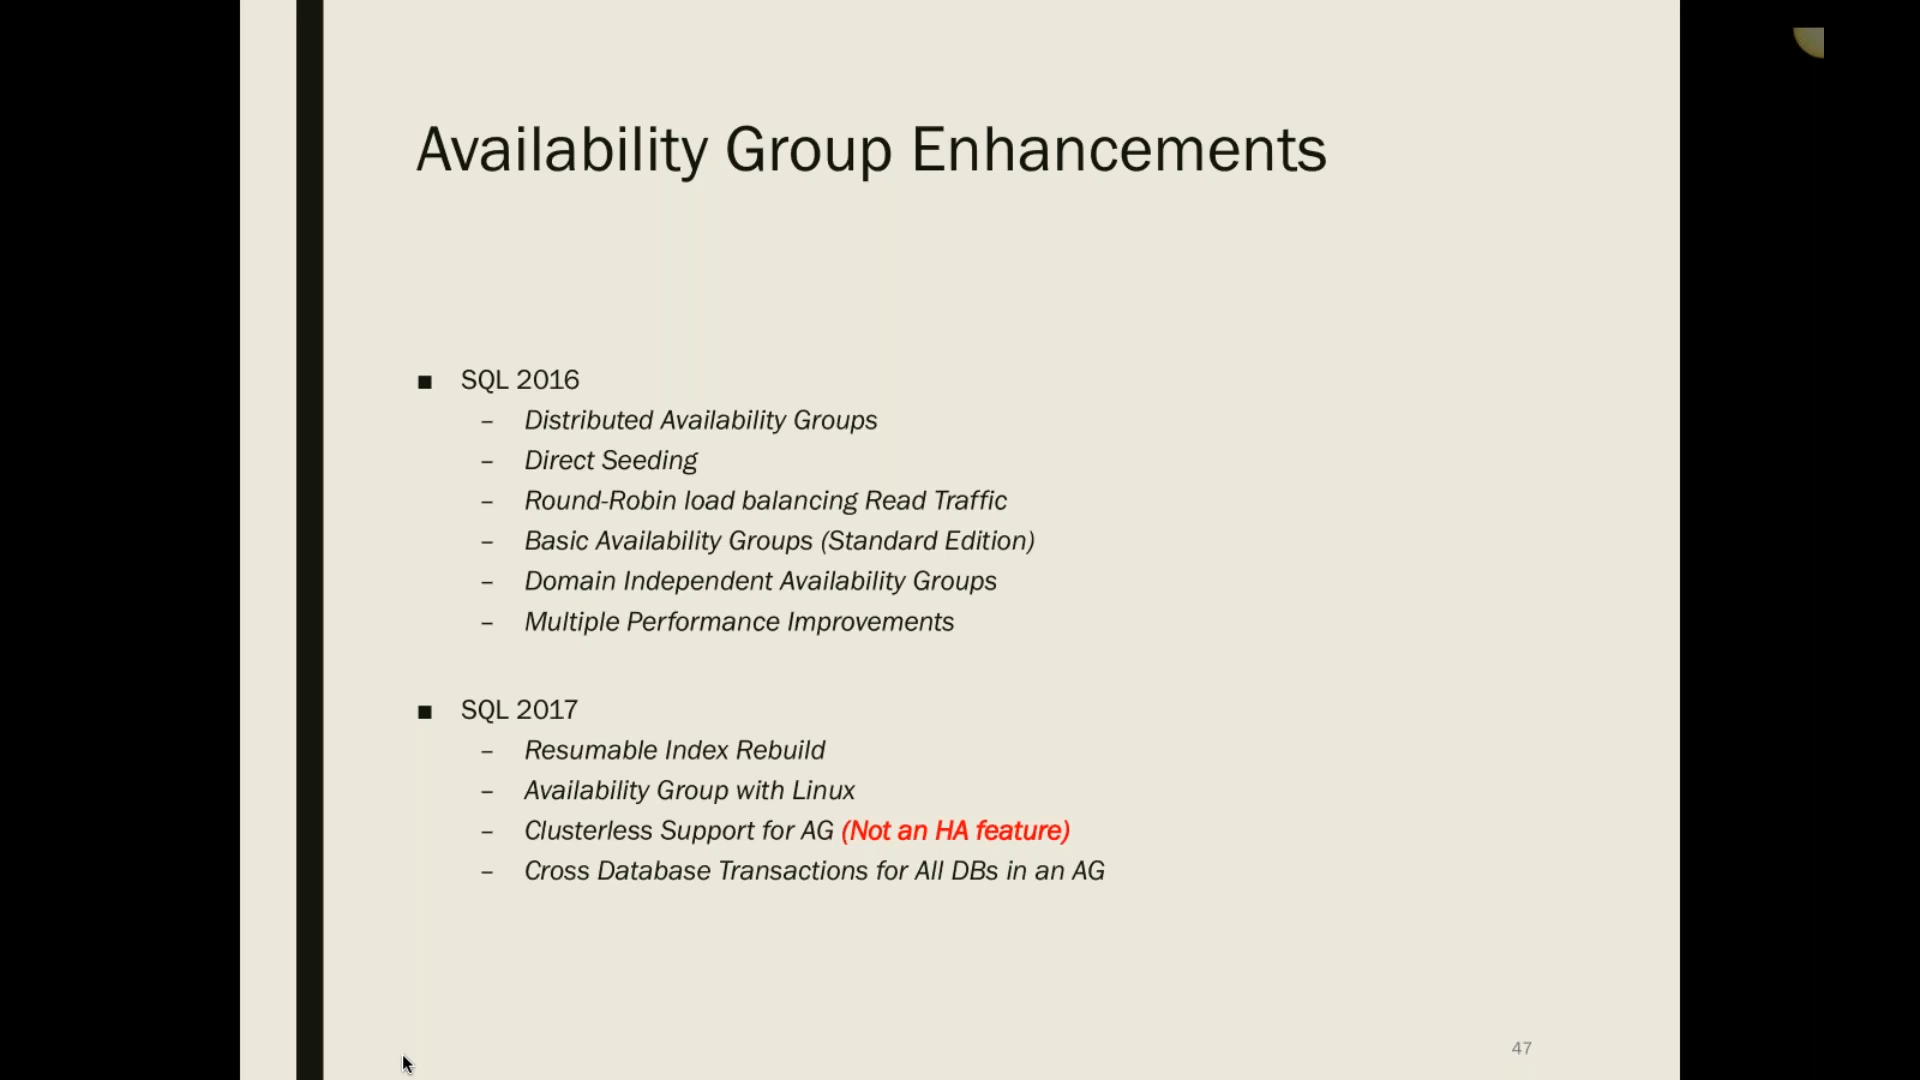 Availability Group Enhancements
■ SQL 2016
– Distributed Availability Groups
– Direct Seeding
– Round-Robin load balancing Read Traffic
– Basic Availability Groups (Standard Edition)
– Domain Independent Availability Groups
– Multiple Performance Improvements
■ SQL 2017
– Resumable Index Rebuild
– Availability Group with Linux
– Clusterless Support for AG (Not an HA feature)
– Cross Database Transactions for All DBs in an AG
47